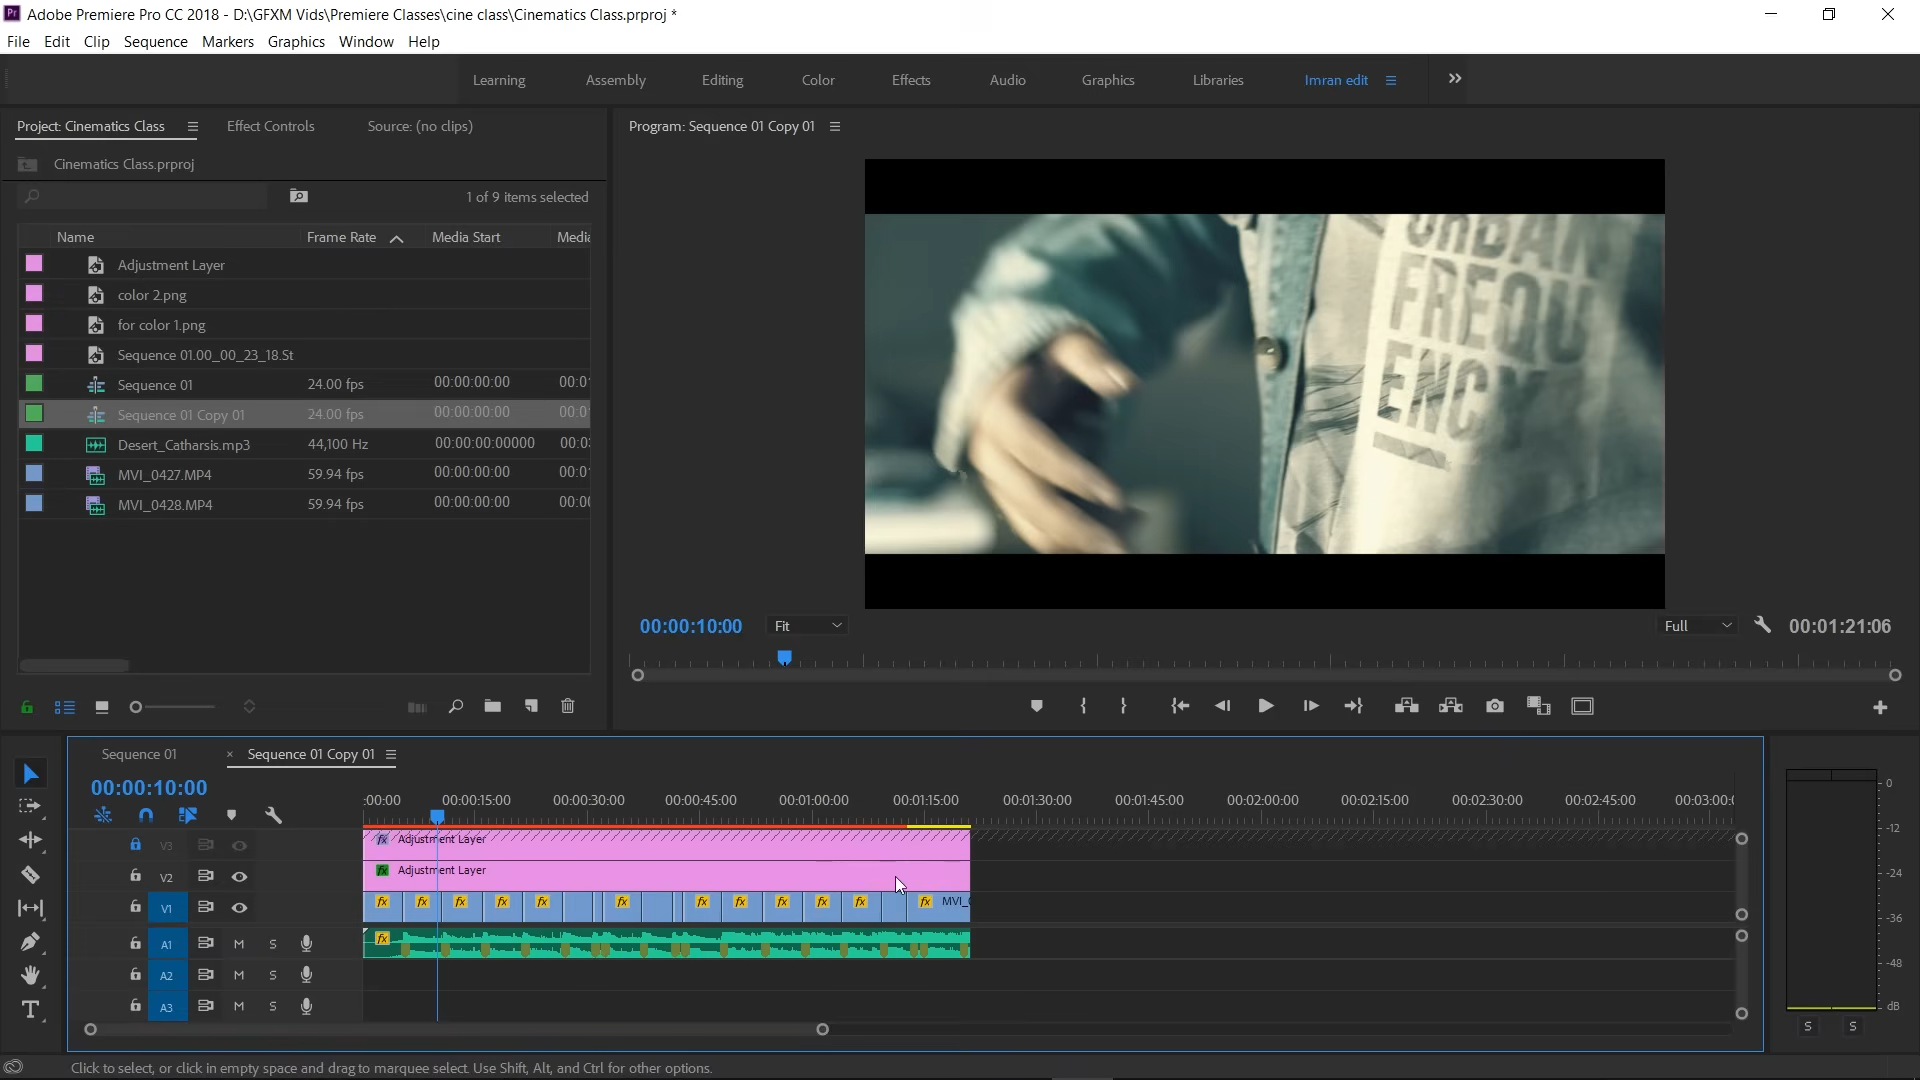 Adobe Premiere Pro CC 2018 - D:\GFXM Vids\Premiere Classes\cine class\Cinematics Class.prproj *
File Edit Clip Sequence Markers Graphics Window Help
Learning Assembly Editing Color Effects Audio Graphics Libraries Imran edit
Project: Cinematics Class Effect Controls Source: (no clips)
Program: Sequence 01 Copy 01
Cinematics Class.prproj
1 of 9 items selected
Name Frame Rate Media Start Media
Adjustment Layer
color 2.png
for color 1.png
Sequence 01.00_00_23_18.St
Sequence 01 24.00 fps 00:00:00:00
Sequence 01 Copy 01 24.00 fps 00:00:00:00
Desert_Catharsis.mp3 44,100 Hz 00:00:00:00000
MVI_0427.MP4 59.94 fps 00:00:00:00
MVI_0428.MP4 59.94 fps 00:00:00:00
URBAN
FREQU
ENCY
00:00:10:00 Fit Full 00:01:21:06
Sequence 01 × Sequence 01 Copy 01
00:00:10:00
:00:00 00:00:15:00 00:00:30:00 00:00:45:00 00:01:00:00 00:01:15:00 00:01:30:00 00:01:45:00 00:02:00:00 00:02:15:00 00:02:30:00 00:02:45:00 00:03:00:
V3 fx Adjustment Layer
V2 fx Adjustment Layer
V1 fx fx fx fx fx fx fx fx fx fx fx fx MVI_
A1 M S fx
A2 M S
A3 M S
0
-12
-24
-36
-48
dB
S S
Click to select, or click in empty space and drag to marquee select. Use Shift, Alt, and Ctrl for other options.